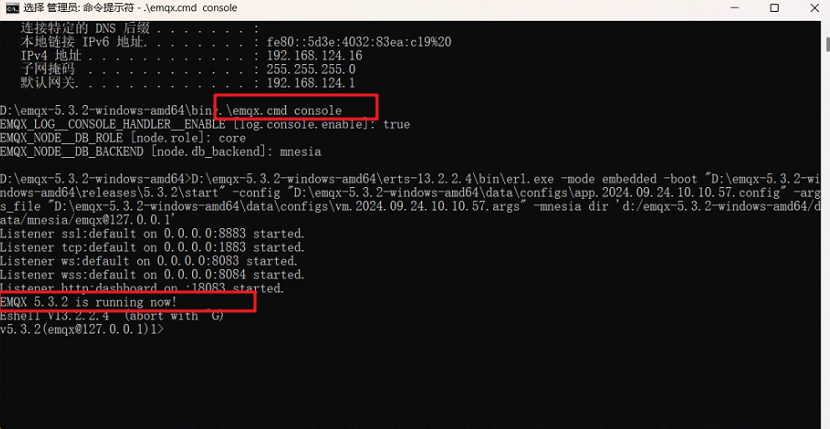 选择 管理员: 命令提示符 - .\emqx.cmd console
连接特定的 DNS 后缀 . . . . . . . :
本地链接 IPv6 地址. . . . . . . . : fe80::5d3e:4032:83ea:c19%20
IPv4 地址 . . . . . . . . . . . . : 192.168.124.16
子网掩码 . . . . . . . . . . . . : 255.255.255.0
默认网关. . . . . . . . . . . . . : 192.168.124.1
D:\emqx-5.3.2-windows-amd64\bin>.\emqx.cmd console
EMQX_LOG__CONSOLE_HANDLER__ENABLE [log.console.enable]: true
EMQX_NODE__DB_ROLE [node.role]: core
EMQX_NODE__DB_BACKEND [node.db_backend]: mnesia
D:\emqx-5.3.2-windows-amd64>D:\emqx-5.3.2-windows-amd64\erts-13.2.2.4\bin\erl.exe -mode embedded -boot "D:\emqx-5.3.2-wi
ndows-amd64\releases\5.3.2\start" -config "D:\emqx-5.3.2-windows-amd64\data\configs\app.2024.09.24.10.10.57.config" -arg
s_file "D:\emqx-5.3.2-windows-amd64\data\configs\vm.2024.09.24.10.10.57.args" -mnesia dir 'd:/emqx-5.3.2-windows-amd64/d
ata/mnesia/emqx@127.0.0.1'
Listener ssl:default on 0.0.0.0:8883 started.
Listener tcp:default on 0.0.0.0:1883 started.
Listener ws:default on 0.0.0.0:8083 started.
Listener wss:default on 0.0.0.0:8084 started.
Listener http:dashboard on :18083 started.
EMQX 5.3.2 is running now!
Eshell V13.2.2.4 (abort with ^G)
v5.3.2(emqx@127.0.0.1)1>